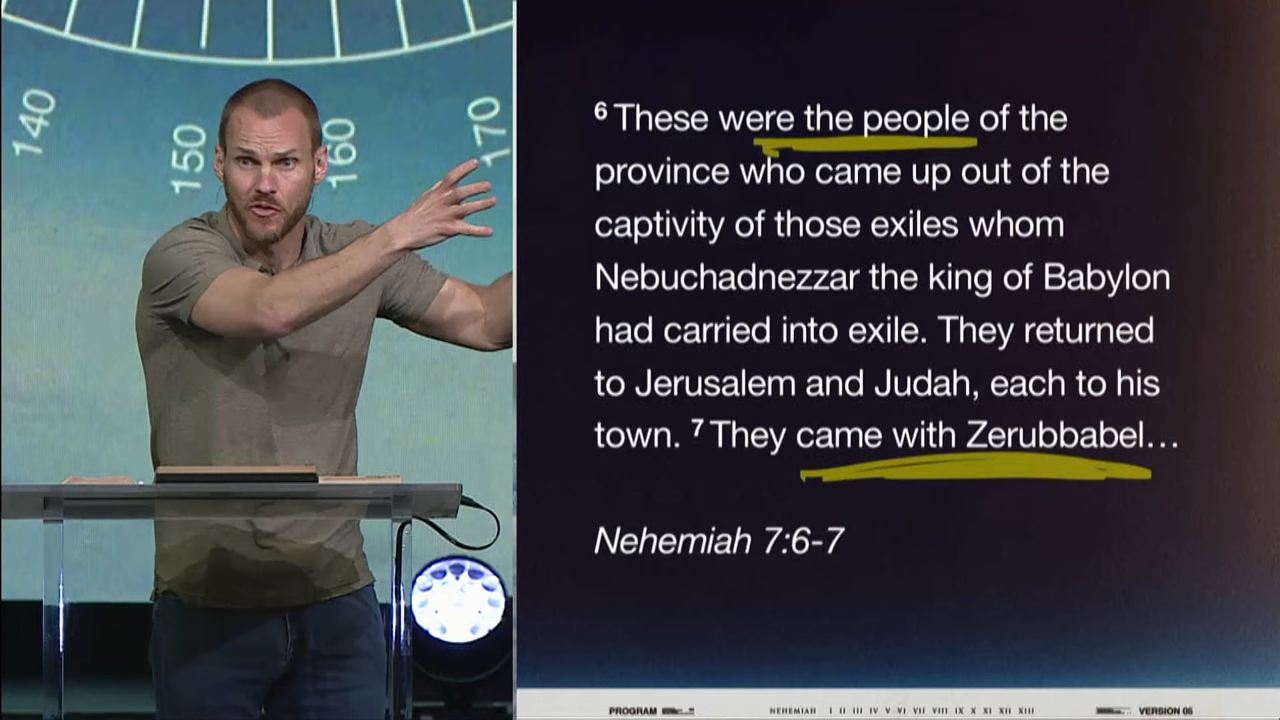 140
150
160
170
⁶ These were the people of the
province who came up out of the
captivity of those exiles whom
Nebuchadnezzar the king of Babylon
had carried into exile. They returned
to Jerusalem and Judah, each to his
town. ⁷ They came with Zerubbabel…
Nehemiah 7:6-7
PROGRAM
NEHEMIAH I II III IV V VI VII VIII IX X XI XII XIII
VERSION 05